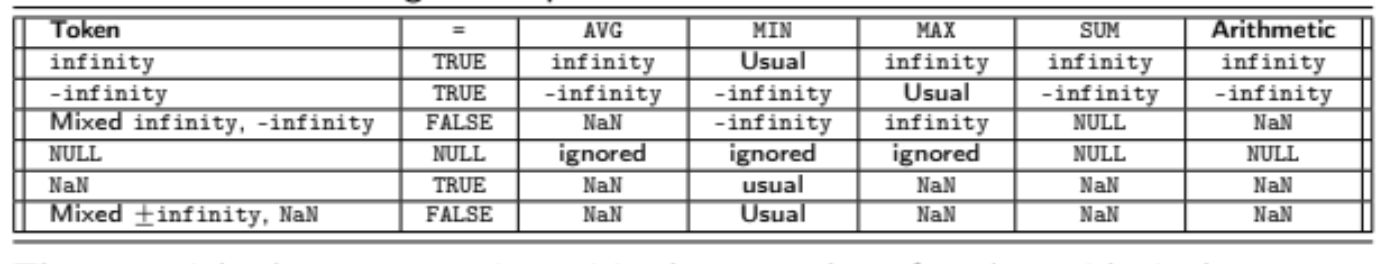 Token = AVG MIN MAX SUM Arithmetic
infinity TRUE infinity Usual infinity infinity infinity
-infinity TRUE -infinity -infinity Usual -infinity -infinity
Mixed infinity, -infinity FALSE NaN -infinity infinity NULL NaN
NULL NULL ignored ignored ignored NULL NULL
NaN TRUE NaN usual NaN NaN NaN
Mixed ±infinity, NaN FALSE NaN Usual NaN NaN NaN